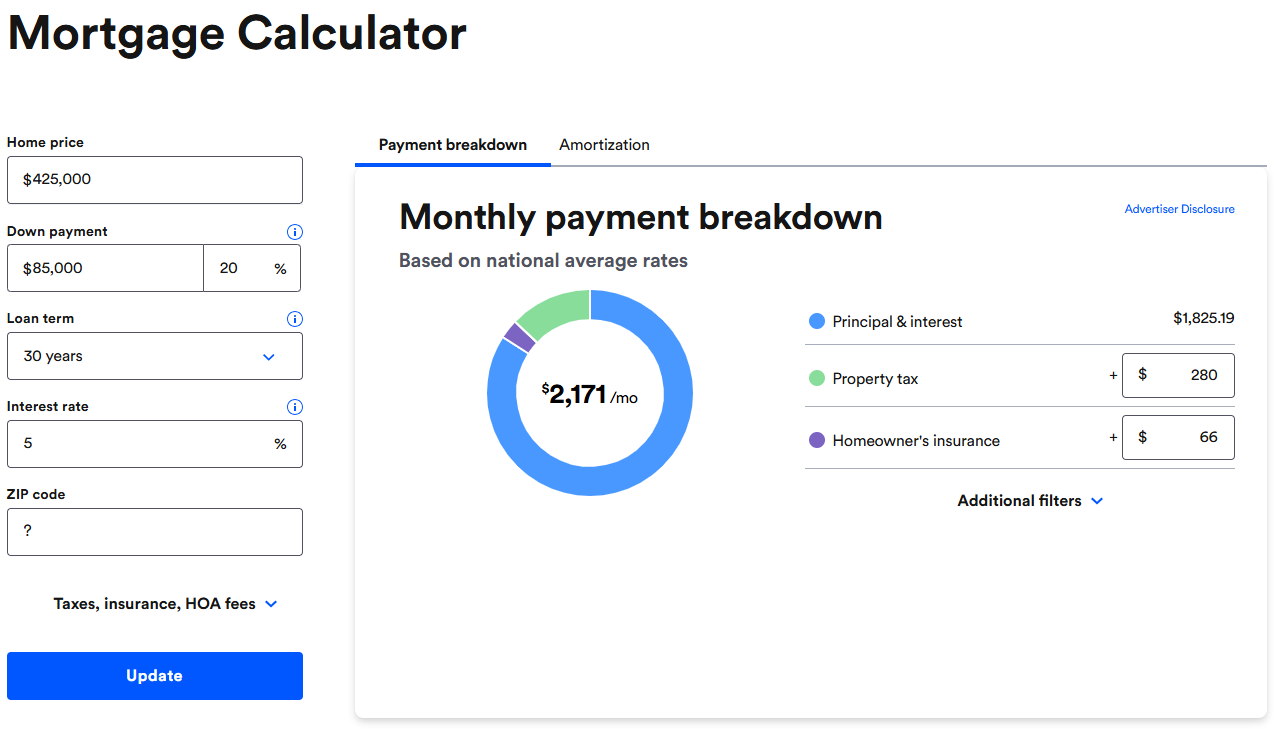 Mortgage Calculator
Home price
$425,000
Down payment
$85,000 20 %
Loan term
30 years
Interest rate
5 %
ZIP code
?
Taxes, insurance, HOA fees
Update
Payment breakdown Amortization
Monthly payment breakdown
Advertiser Disclosure
Based on national average rates
$2,171 /mo
Principal & interest $1,825.19
Property tax + $ 280
Homeowner's insurance + $ 66
Additional filters